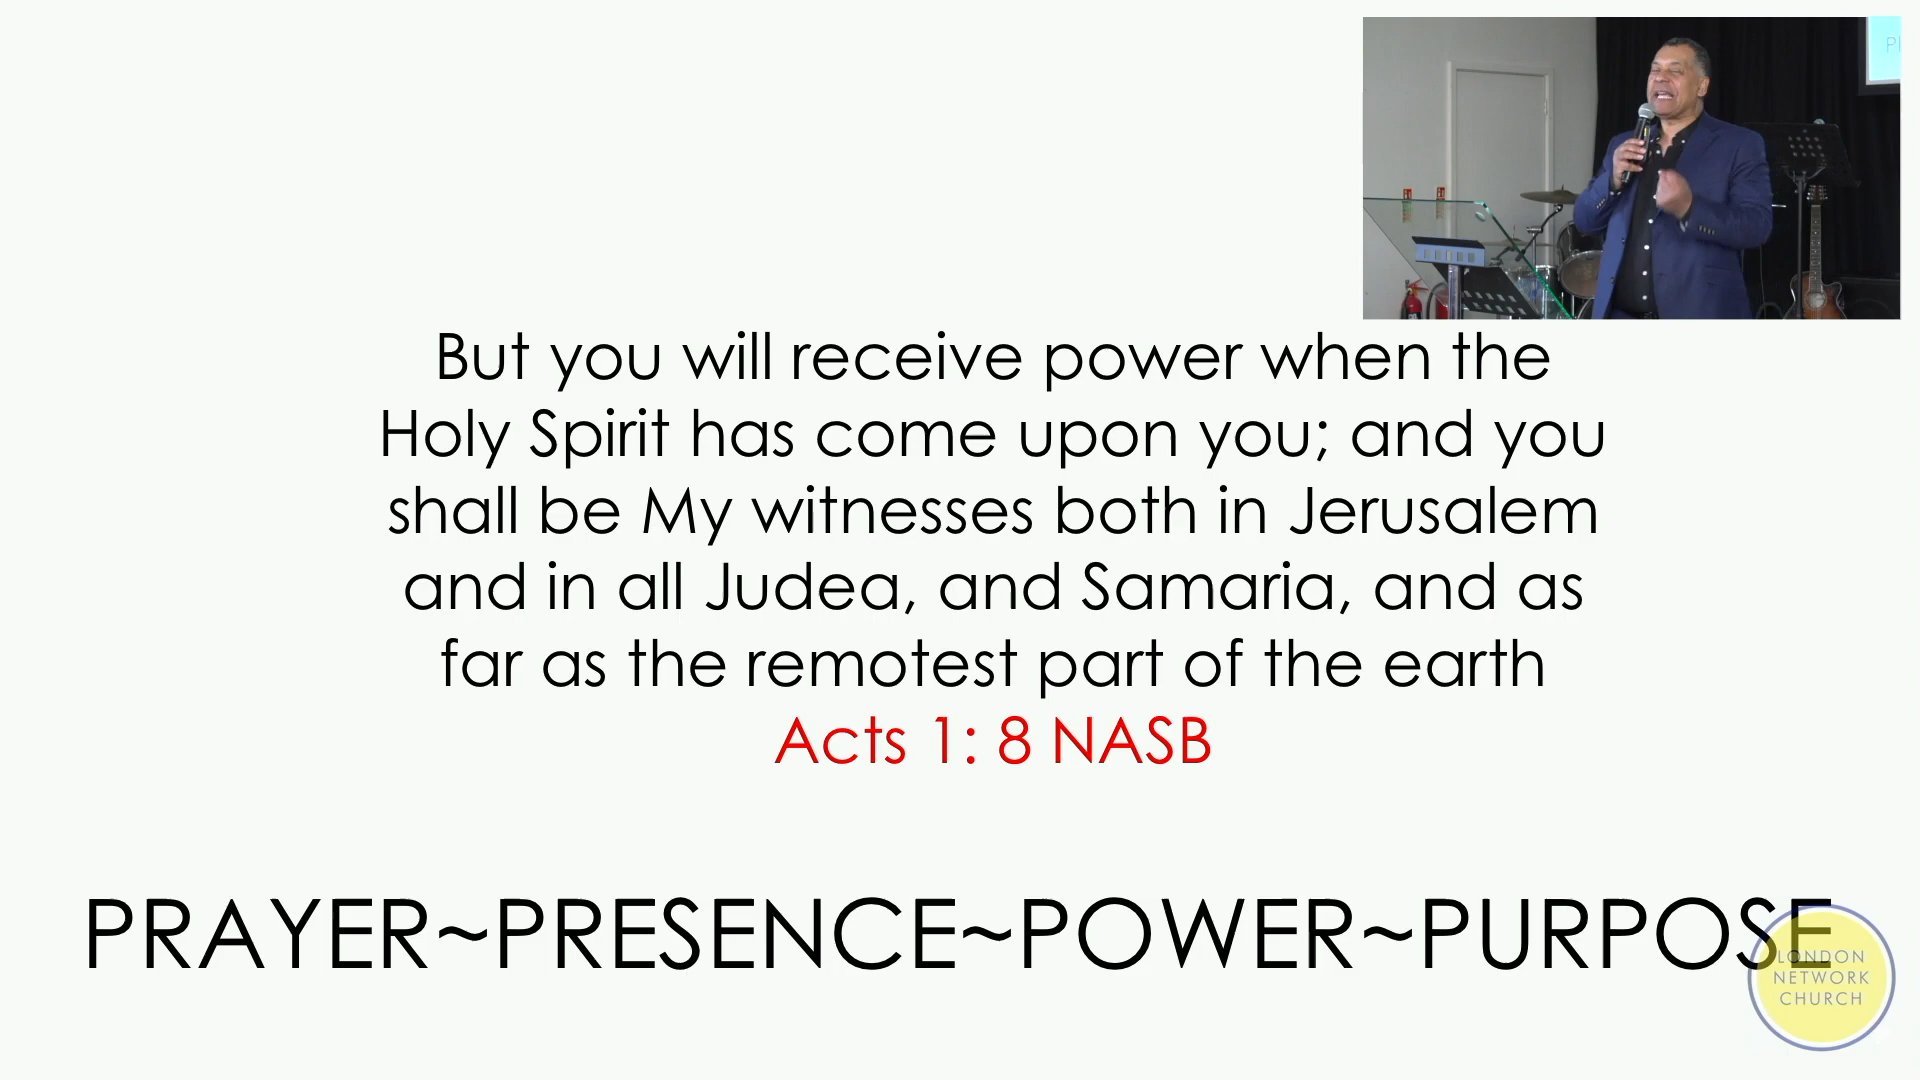 But you will receive power when the
Holy Spirit has come upon you; and you
shall be My witnesses both in Jerusalem
and in all Judea, and Samaria, and as
far as the remotest part of the earth
Acts 1: 8 NASB
PRAYER~PRESENCE~POWER~PURPOSE
LONDON
NETWORK
CHURCH